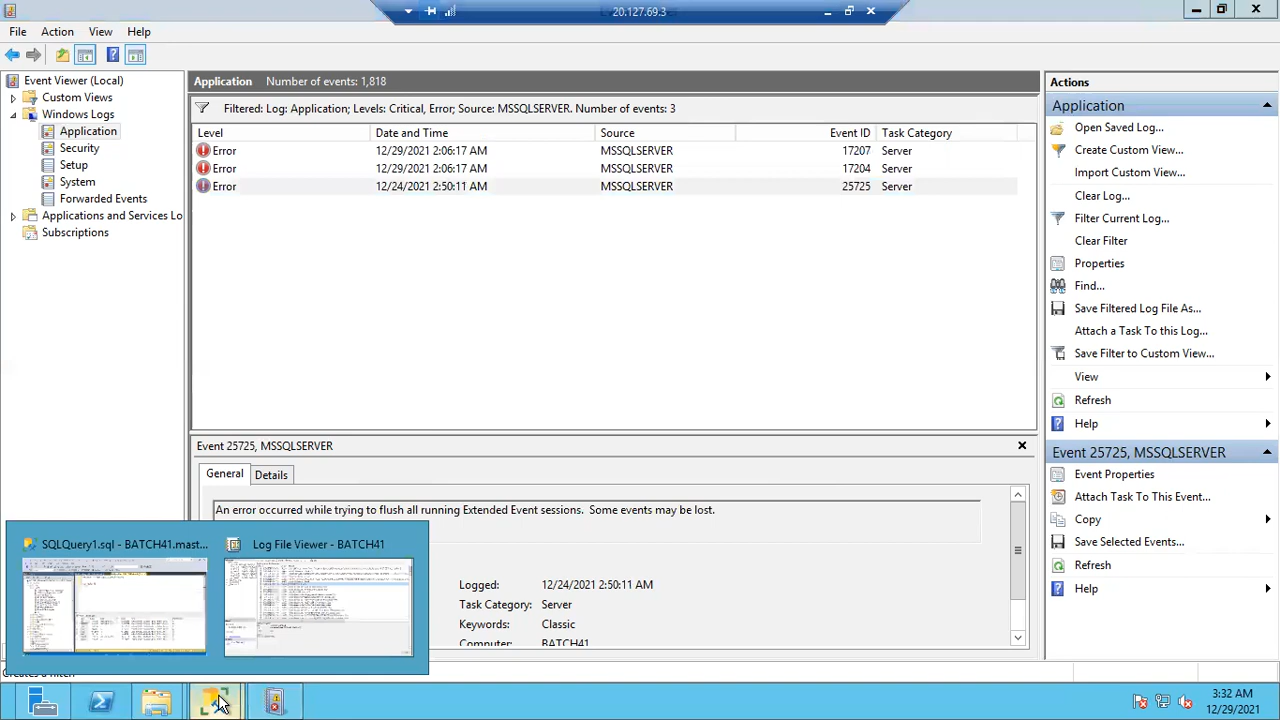 20.127.69.3
File Action View Help
Event Viewer (Local)
Custom Views
Windows Logs
Application
Security
Setup
System
Forwarded Events
Applications and Services Lo
Subscriptions
Application Number of events: 1,818
Filtered: Log: Application; Levels: Critical, Error; Source: MSSQLSERVER. Number of events: 3
Level Date and Time Source Event ID Task Category
Error 12/29/2021 2:06:17 AM MSSQLSERVER 17207 Server
Error 12/29/2021 2:06:17 AM MSSQLSERVER 17204 Server
Error 12/24/2021 2:50:11 AM MSSQLSERVER 25725 Server
Event 25725, MSSQLSERVER
General Details
An error occurred while trying to flush all running Extended Event sessions. Some events may be lost.
Logged: 12/24/2021 2:50:11 AM
Task Category: Server
Keywords: Classic
Computer: BATCH41
SQLQuery1.sql - BATCH41.mast...
Log File Viewer - BATCH41
Creates a filter
Actions
Application
Open Saved Log...
Create Custom View...
Import Custom View...
Clear Log...
Filter Current Log...
Clear Filter
Properties
Find...
Save Filtered Log File As...
Attach a Task To this Log...
Save Filter to Custom View...
View
Refresh
Help
Event 25725, MSSQLSERVER
Event Properties
Attach Task To This Event...
Copy
Save Selected Events...
Refresh
Help
3:32 AM
12/29/2021